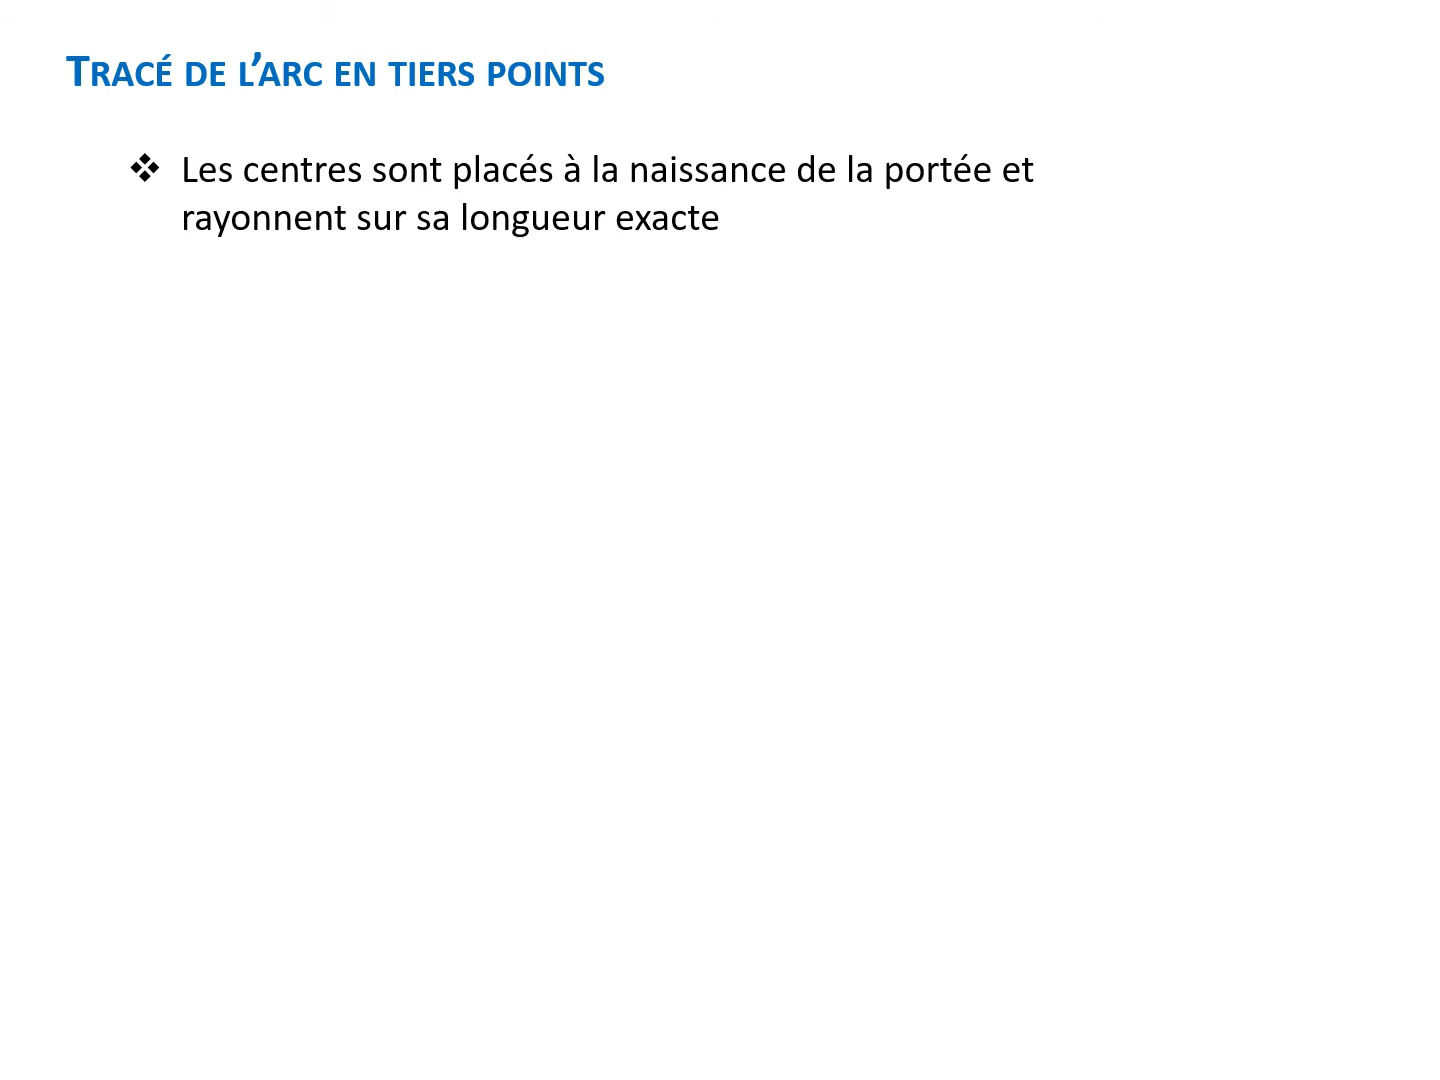 TRACÉ DE L’ARC EN TIERS POINTS
❖ Les centres sont placés à la naissance de la portée et
rayonnent sur sa longueur exacte